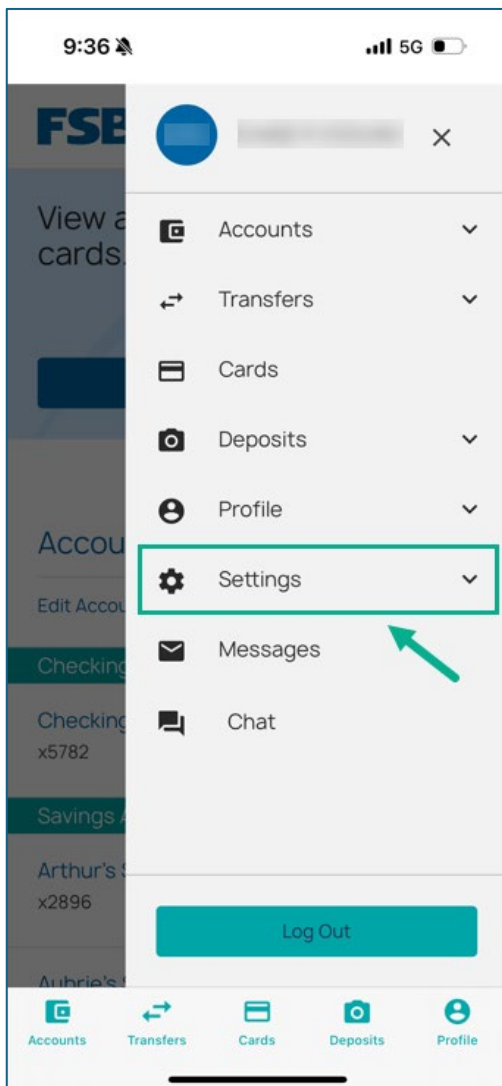 9:36
5G
FSB
View a
cards.
Accounts
Transfers
Cards
Deposits
Profile
Settings
Messages
Chat
Accou
Edit Accou
Checking
Checking
x5782
Savings A
Arthur's S
x2896
Aubrie's S
Log Out
Accounts
Transfers
Cards
Deposits
Profile